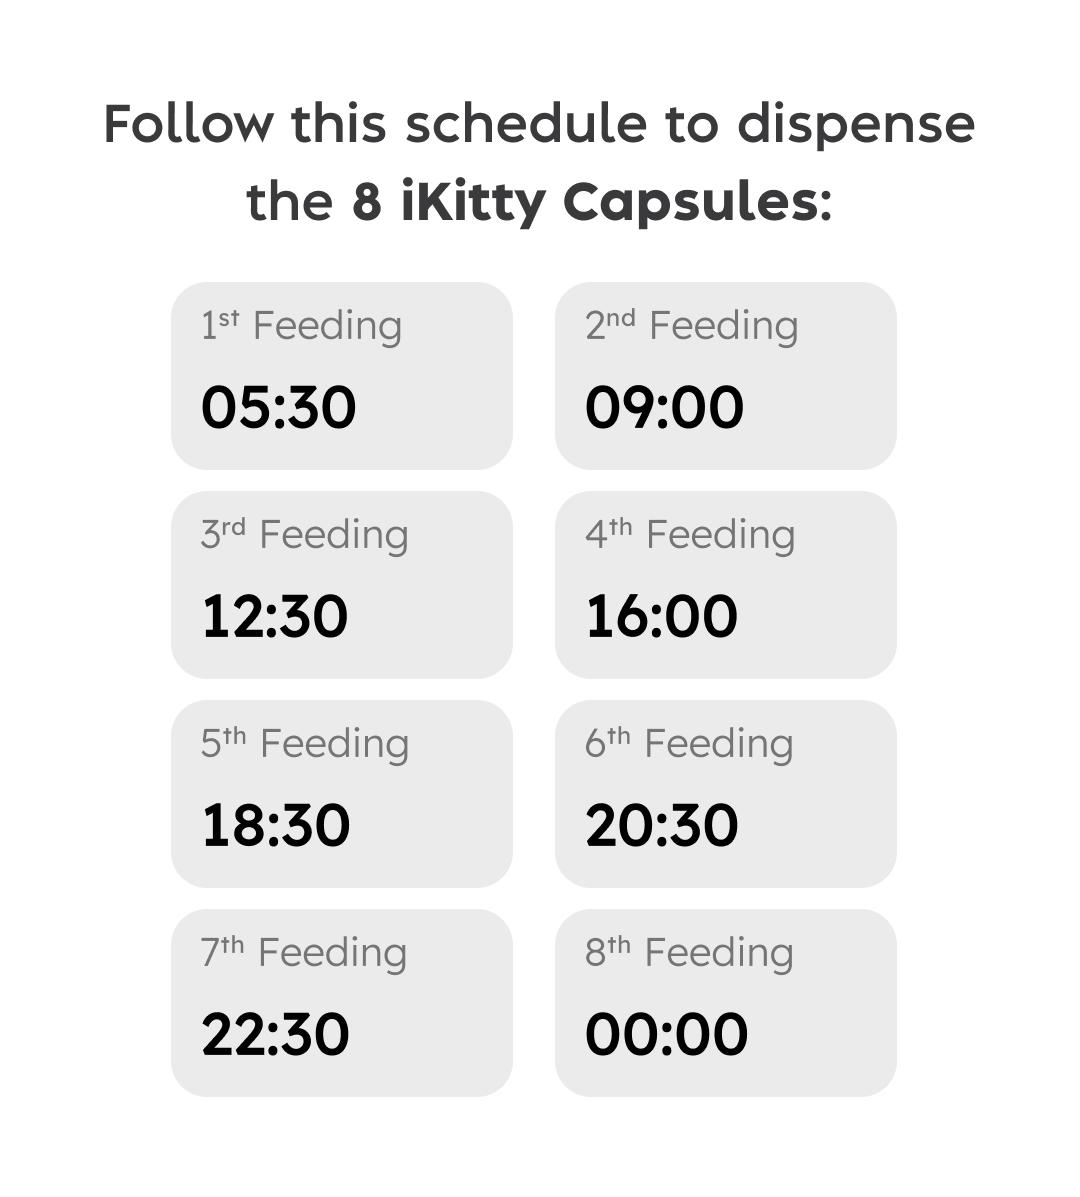 Follow this schedule to dispense
the 8 iKitty Capsules:
1st Feeding
05:30
2nd Feeding
09:00
3rd Feeding
12:30
4th Feeding
16:00
5th Feeding
18:30
6th Feeding
20:30
7th Feeding
22:30
8th Feeding
00:00